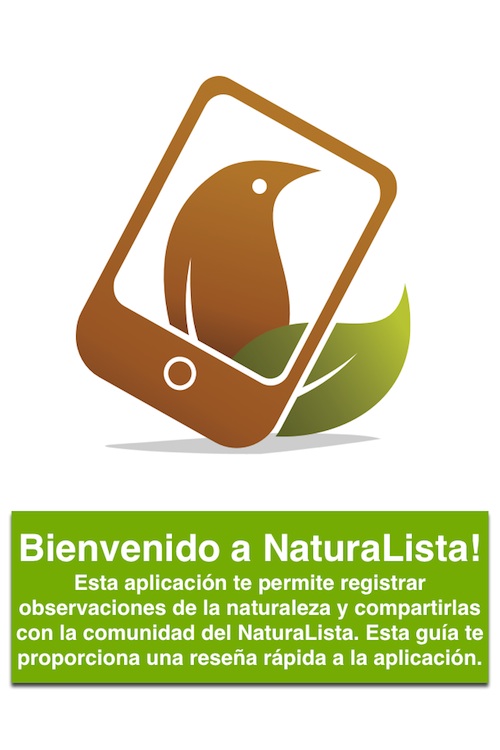 Bienvenido a NaturaLista!
Esta aplicación te permite registrar
observaciones de la naturaleza y compartirlas
con la comunidad del NaturaLista. Esta guía te
proporciona una reseña rápida a la aplicación.